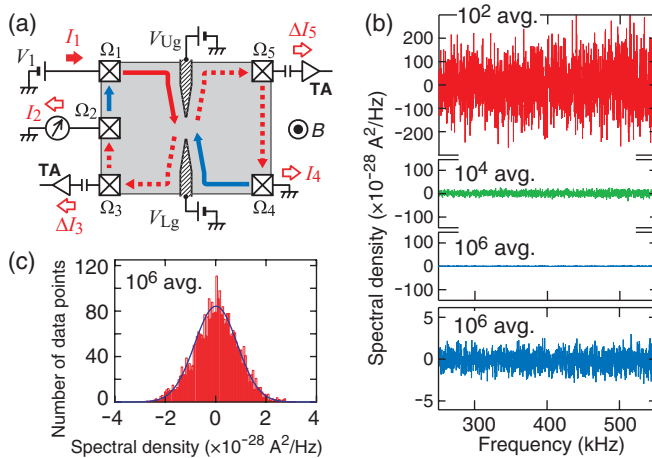 (a)
V₁
I₁
Ω₁
V_Ug
Ω₅
ΔI₅
TA
I₂
Ω₂
B
TA
ΔI₃
Ω₃
V_Lg
Ω₄
I₄
(b)
10² avg.
200
100
0
-100
-200
10⁴ avg.
100
0
-100
10⁶ avg.
100
0
-100
10⁶ avg.
5
0
-5
300 400 500
Frequency (kHz)
Spectral density (×10⁻²⁸ A²/Hz)
(c)
10⁶ avg.
120
80
40
0
-4 -2 0 2 4
Number of data points
Spectral density (×10⁻²⁸ A²/Hz)